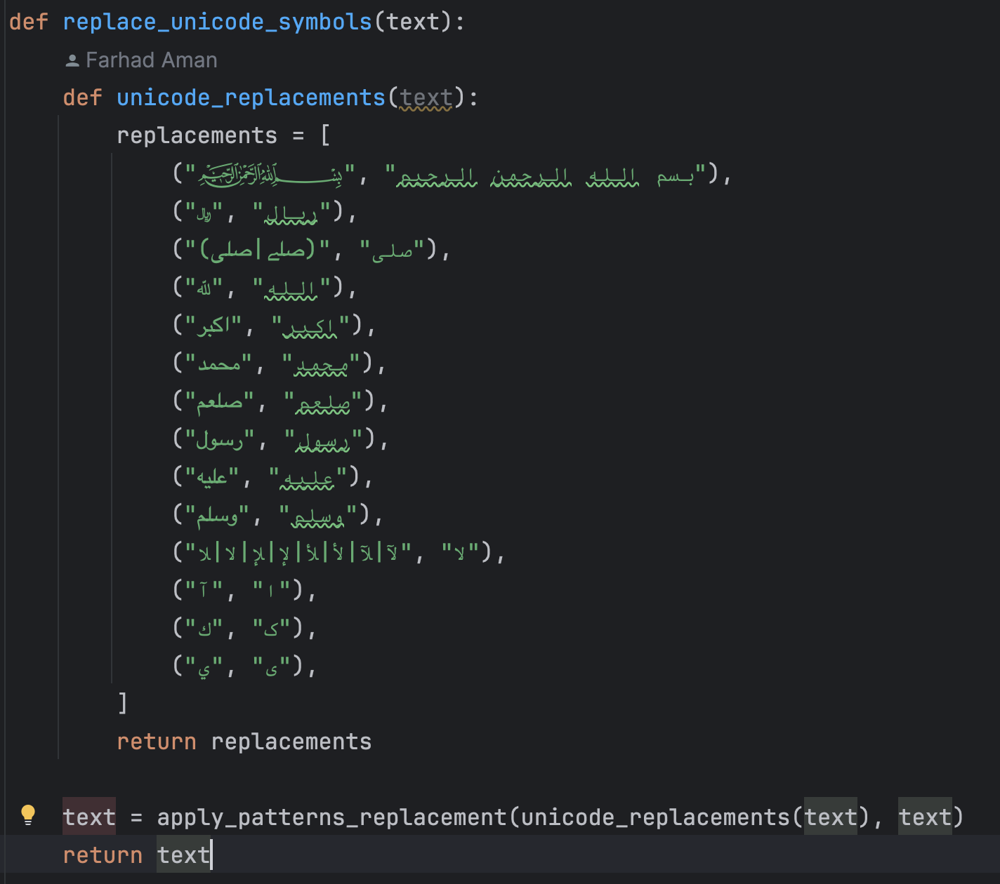 def replace_unicode_symbols(text):
Farhad Aman
def unicode_replacements(text):
replacements = [
("﷽", "بسم الله الرحمن الرحیم"),
("﷼", "ریال"),
("(ﷰ|ﷹ)", "صلی"),
("ﷲ", "الله"),
("ﷳ", "اکبر"),
("ﷴ", "محمد"),
("ﷵ", "صلعم"),
("ﷶ", "رسول"),
("ﷷ", "علیه"),
("ﷸ", "وسلم"),
("ﻵ|ﻶ|ﻷ|ﻸ|ﻹ|ﻺ|ﻻ|ﻼ", "لا"),
("آ", "ا"),
("ك", "ک"),
("ي", "ی"),
]
return replacements
text = apply_patterns_replacement(unicode_replacements(text), text)
return text